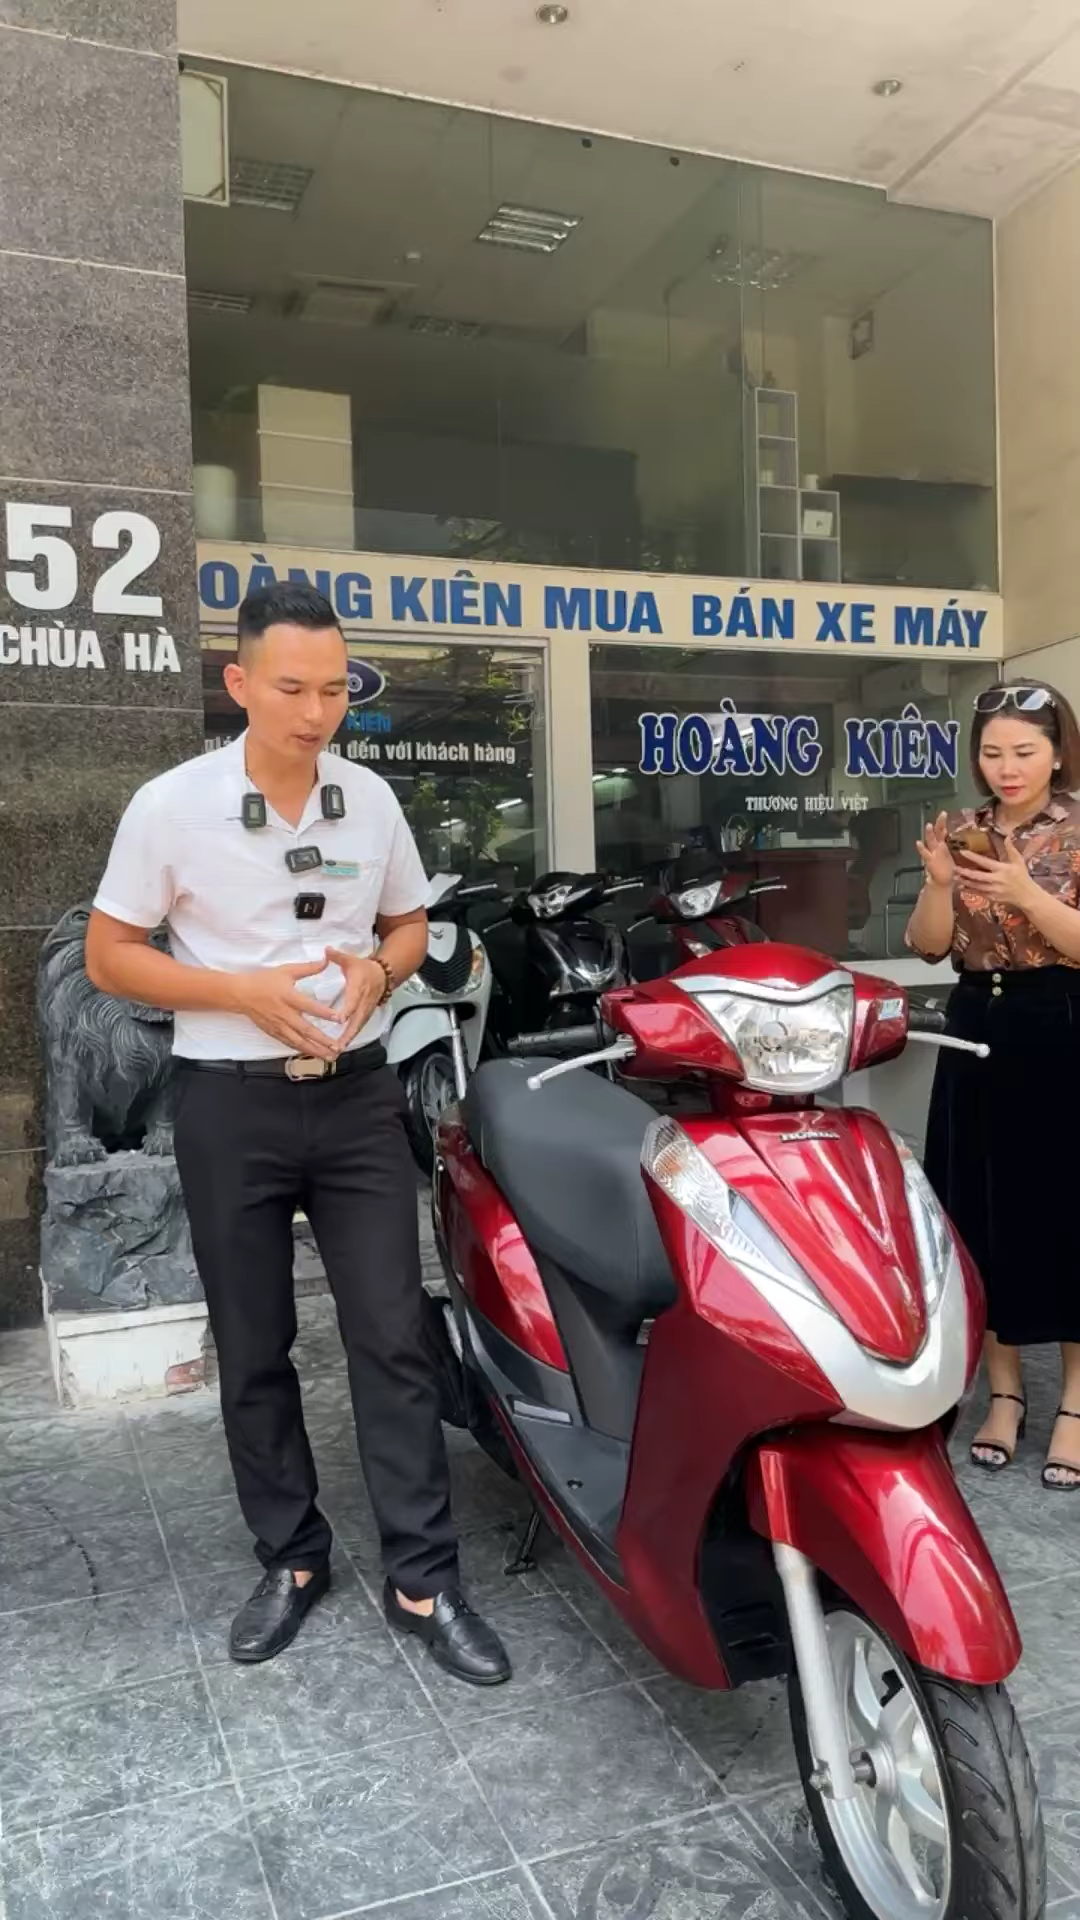 52
CHÙA HÀ
OÀNG KIÊN MUA BÁN XE MÁY
KIÊN
đến với khách hàng
HOÀNG KIÊN
THƯƠNG HIỆU VIỆT
HONDA